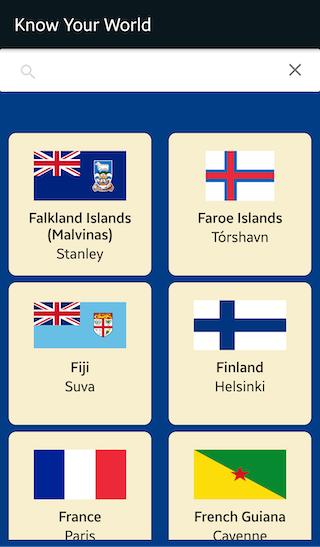 Know Your World
Falkland Islands
(Malvinas)
Stanley
Faroe Islands
Tórshavn
Fiji
Suva
Finland
Helsinki
France
Paris
French Guiana
Cayenne